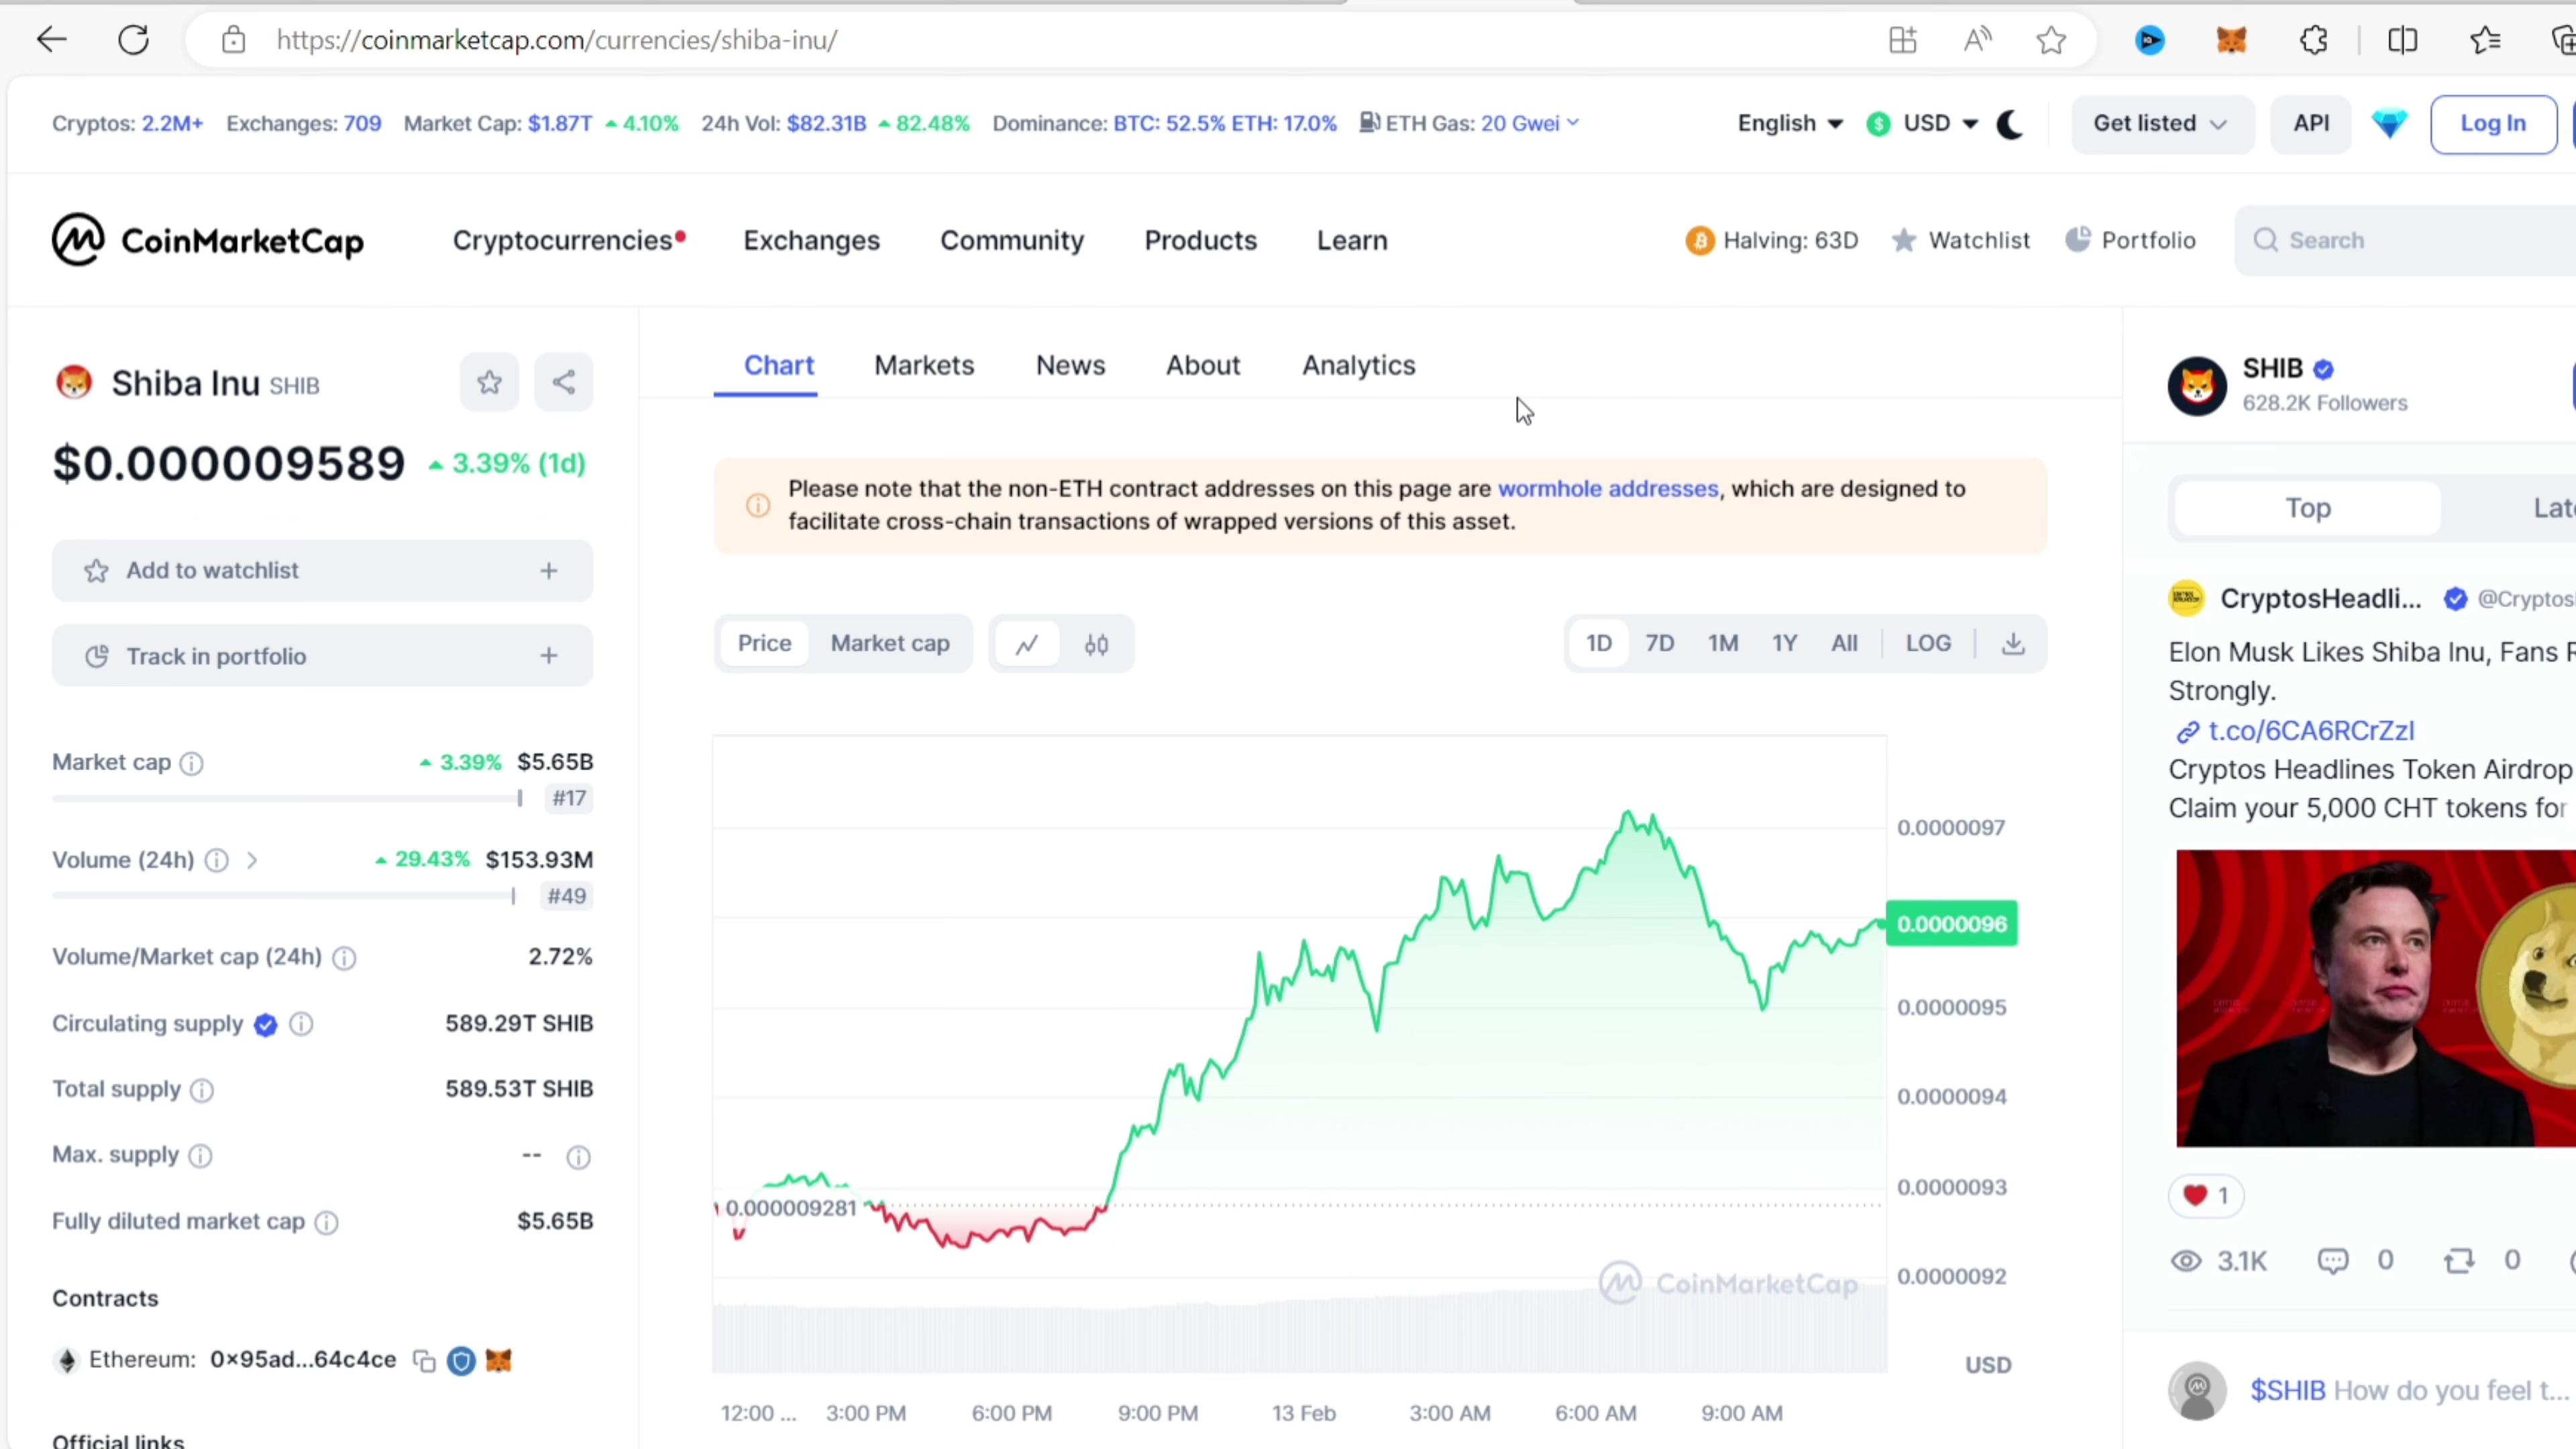 https://coinmarketcap.com/currencies/shiba-inu/
Cryptos: 2.2M+ Exchanges: 709 Market Cap: $1.87T 4.10% 24h Vol: $82.31B 82.48% Dominance: BTC: 52.5% ETH: 17.0% ETH Gas: 20 Gwei
English USD Get listed API Log In
CoinMarketCap Cryptocurrencies Exchanges Community Products Learn
Halving: 63D Watchlist Portfolio Search
Shiba Inu SHIB
$0.000009589 3.39% (1d)
Add to watchlist +
Track in portfolio +
Market cap 3.39% $5.65B
#17
Volume (24h) 29.43% $153.93M
#49
Volume/Market cap (24h) 2.72%
Circulating supply 589.29T SHIB
Total supply 589.53T SHIB
Max. supply --
Fully diluted market cap $5.65B
Contracts
Ethereum: 0x95ad...64c4ce
Official links
Chart Markets News About Analytics
Please note that the non-ETH contract addresses on this page are wormhole addresses, which are designed to
facilitate cross-chain transactions of wrapped versions of this asset.
Price Market cap
1D 7D 1M 1Y All LOG
0.0000097
0.0000096
0.0000095
0.0000094
0.0000093
0.000009281
0.0000092
CoinMarketCap
USD
12:00 ... 3:00 PM 6:00 PM 9:00 PM 13 Feb 3:00 AM 6:00 AM 9:00 AM
SHIB
628.2K Followers
Top Late
CryptosHeadli... @Cryptos
Elon Musk Likes Shiba Inu, Fans R
Strongly.
t.co/6CA6RCrZzI
Cryptos Headlines Token Airdrop
Claim your 5,000 CHT tokens for
1
3.1K 0 0
$SHIB How do you feel t...